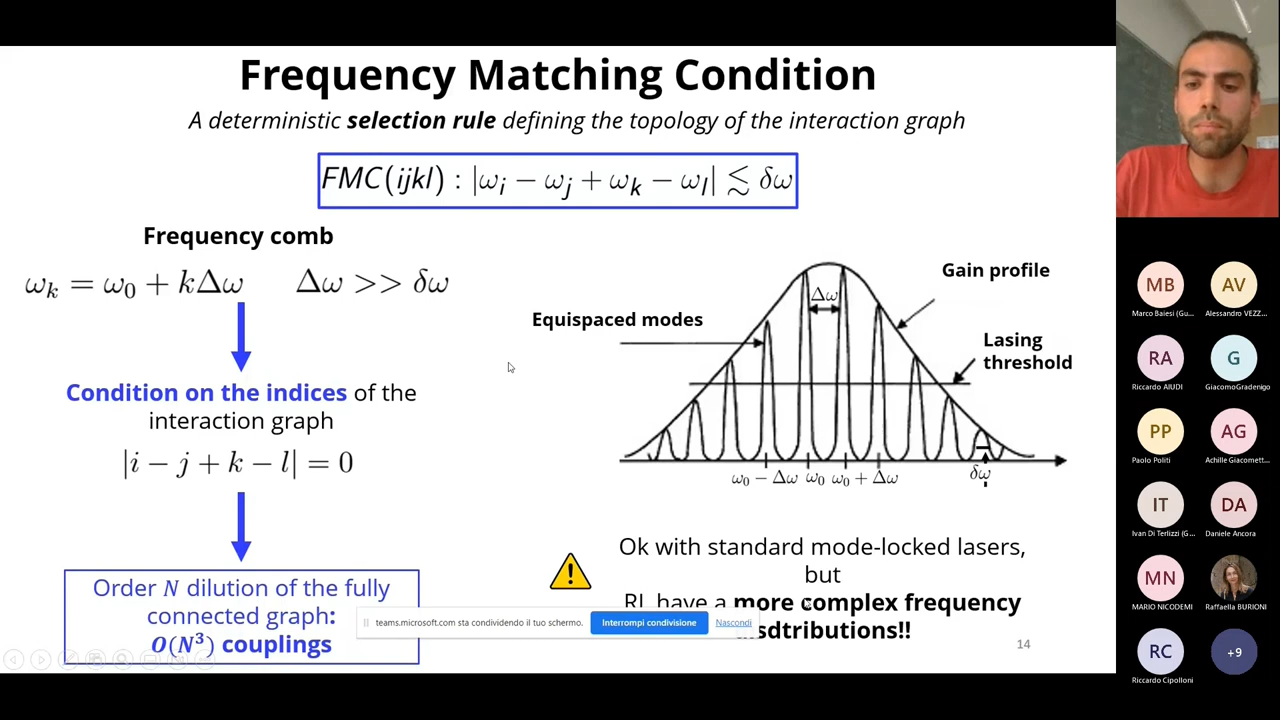 Frequency Matching Condition
A deterministic selection rule defining the topology of the interaction graph
FMC(ijkl) : |ω_i − ω_j + ω_k − ω_l| ≲ δω
Frequency comb
ω_k = ω_0 + kΔω    Δω >> δω
Condition on the indices of the
interaction graph
|i − j + k − l| = 0
Order N dilution of the fully
connected graph:
O(N³) couplings
Gain profile
Δω
Equispaced modes
Lasing
threshold
ω_0 − Δω ω_0 ω_0 + Δω
δω
Ok with standard mode-locked lasers,
but
RL have a more complex frequency
sdtributions!!
teams.microsoft.com sta condividendo il tuo schermo.
Interrompi condivisione
Nascondi
14
MB
Marco Baiesi (Gu...
AV
Alessandro VEZZ...
RA
Riccardo AIUDI
G
GiacomoGradenigo
PP
Paolo Politi
AG
Achille Giacomett...
IT
Ivan Di Terlizzi (G...
DA
Daniele Ancora
MN
MARIO NICODEMI
Raffaella BURIONI
RC
Riccardo Cipolloni
+9